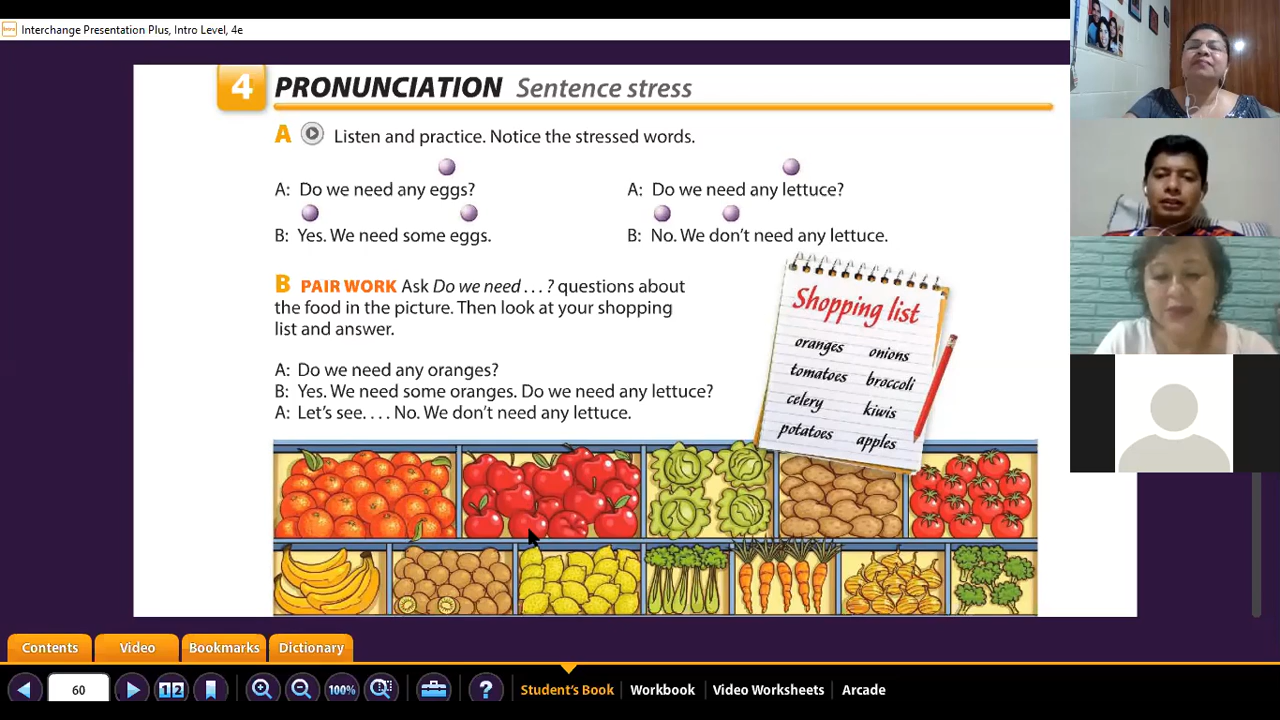 Interchange Presentation Plus, Intro Level, 4e
4 PRONUNCIATION Sentence stress
A Listen and practice. Notice the stressed words.
A: Do we need any eggs?
B: Yes. We need some eggs.
A: Do we need any lettuce?
B: No. We don't need any lettuce.
B PAIR WORK Ask Do we need . . . ? questions about
the food in the picture. Then look at your shopping
list and answer.
A: Do we need any oranges?
B: Yes. We need some oranges. Do we need any lettuce?
A: Let's see. . . . No. We don't need any lettuce.
Shopping list
oranges onions
tomatoes broccoli
celery kiwis
potatoes apples
Contents Video Bookmarks Dictionary
60 1 2 100% ? Student's Book Workbook Video Worksheets Arcade